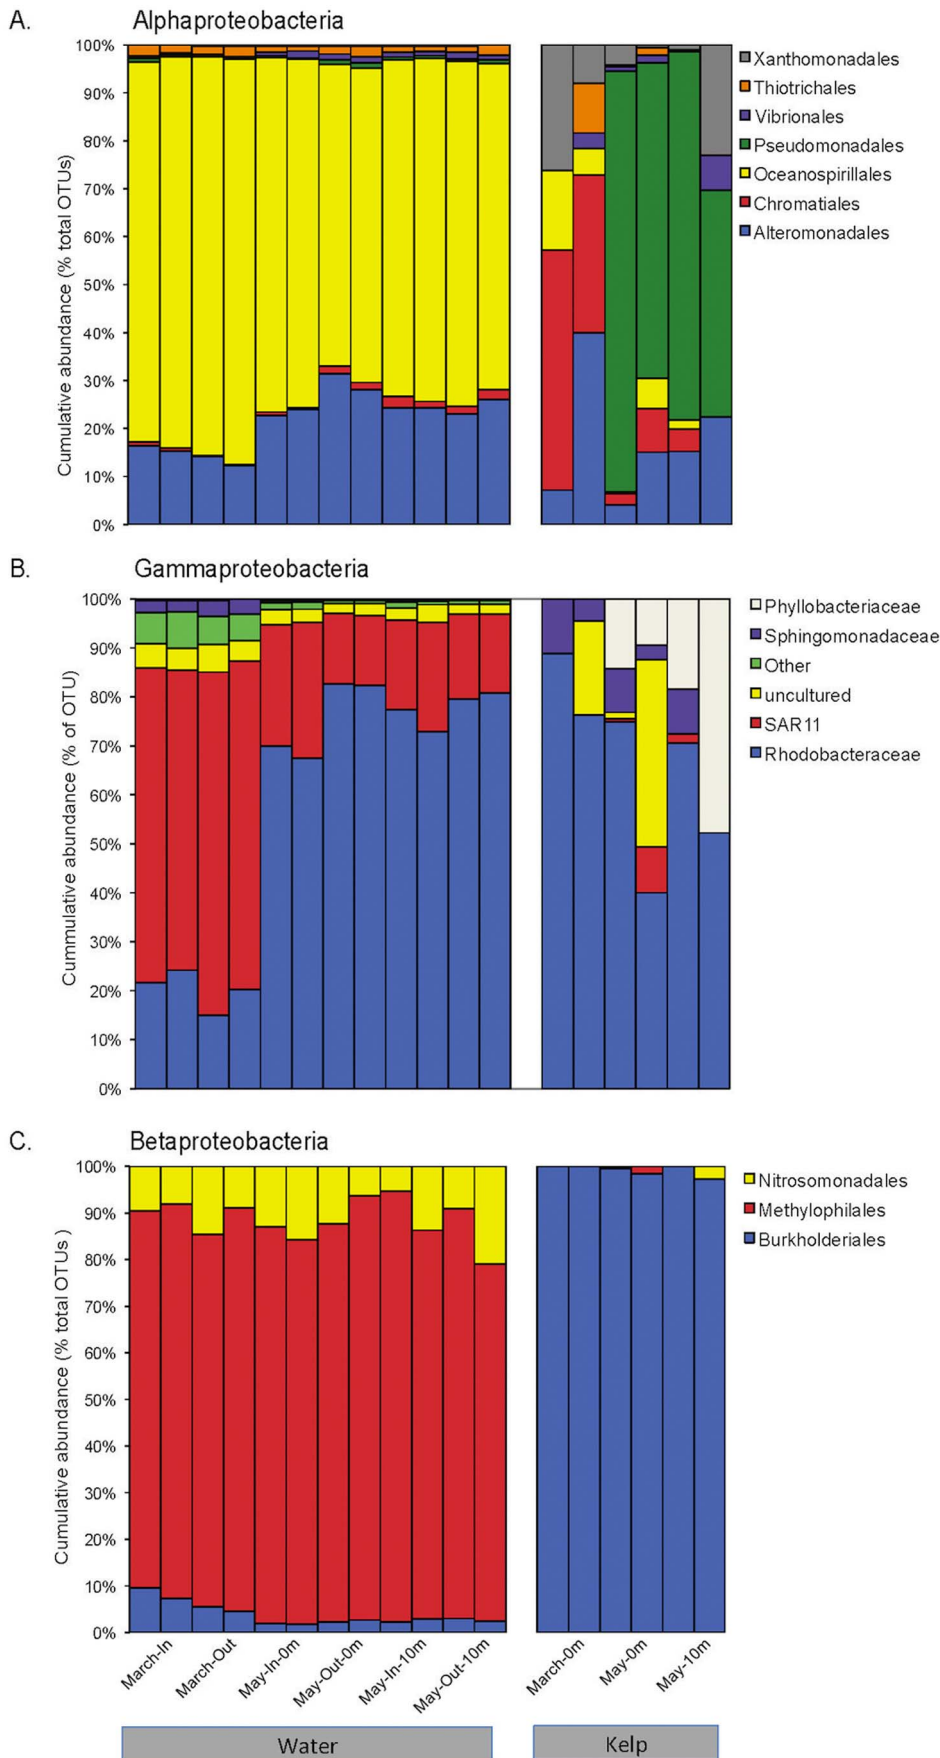 A. Alphaproteobacteria
Cumulative abundance (% total OTUs)
100%
90%
80%
70%
60%
50%
40%
30%
20%
10%
0%
Xanthomonadales
Thiotrichales
Vibrionales
Pseudomonadales
Oceanospirillales
Chromatiales
Alteromonadales
B. Gammaproteobacteria
Cummulative abundance (% of OTU)
100%
90%
80%
70%
60%
50%
40%
30%
20%
10%
0%
Phyllobacteriaceae
Sphingomonadaceae
Other
uncultured
SAR11
Rhodobacteraceae
C. Betaproteobacteria
Cumulative abundance (% total OTUs )
100%
90%
80%
70%
60%
50%
40%
30%
20%
10%
0%
Nitrosomonadales
Methylophilales
Burkholderiales
March-In
March-Out
May-In-0m
May-Out-0m
May-In-10m
May-Out-10m
March-0m
May-0m
May-10m
Water
Kelp